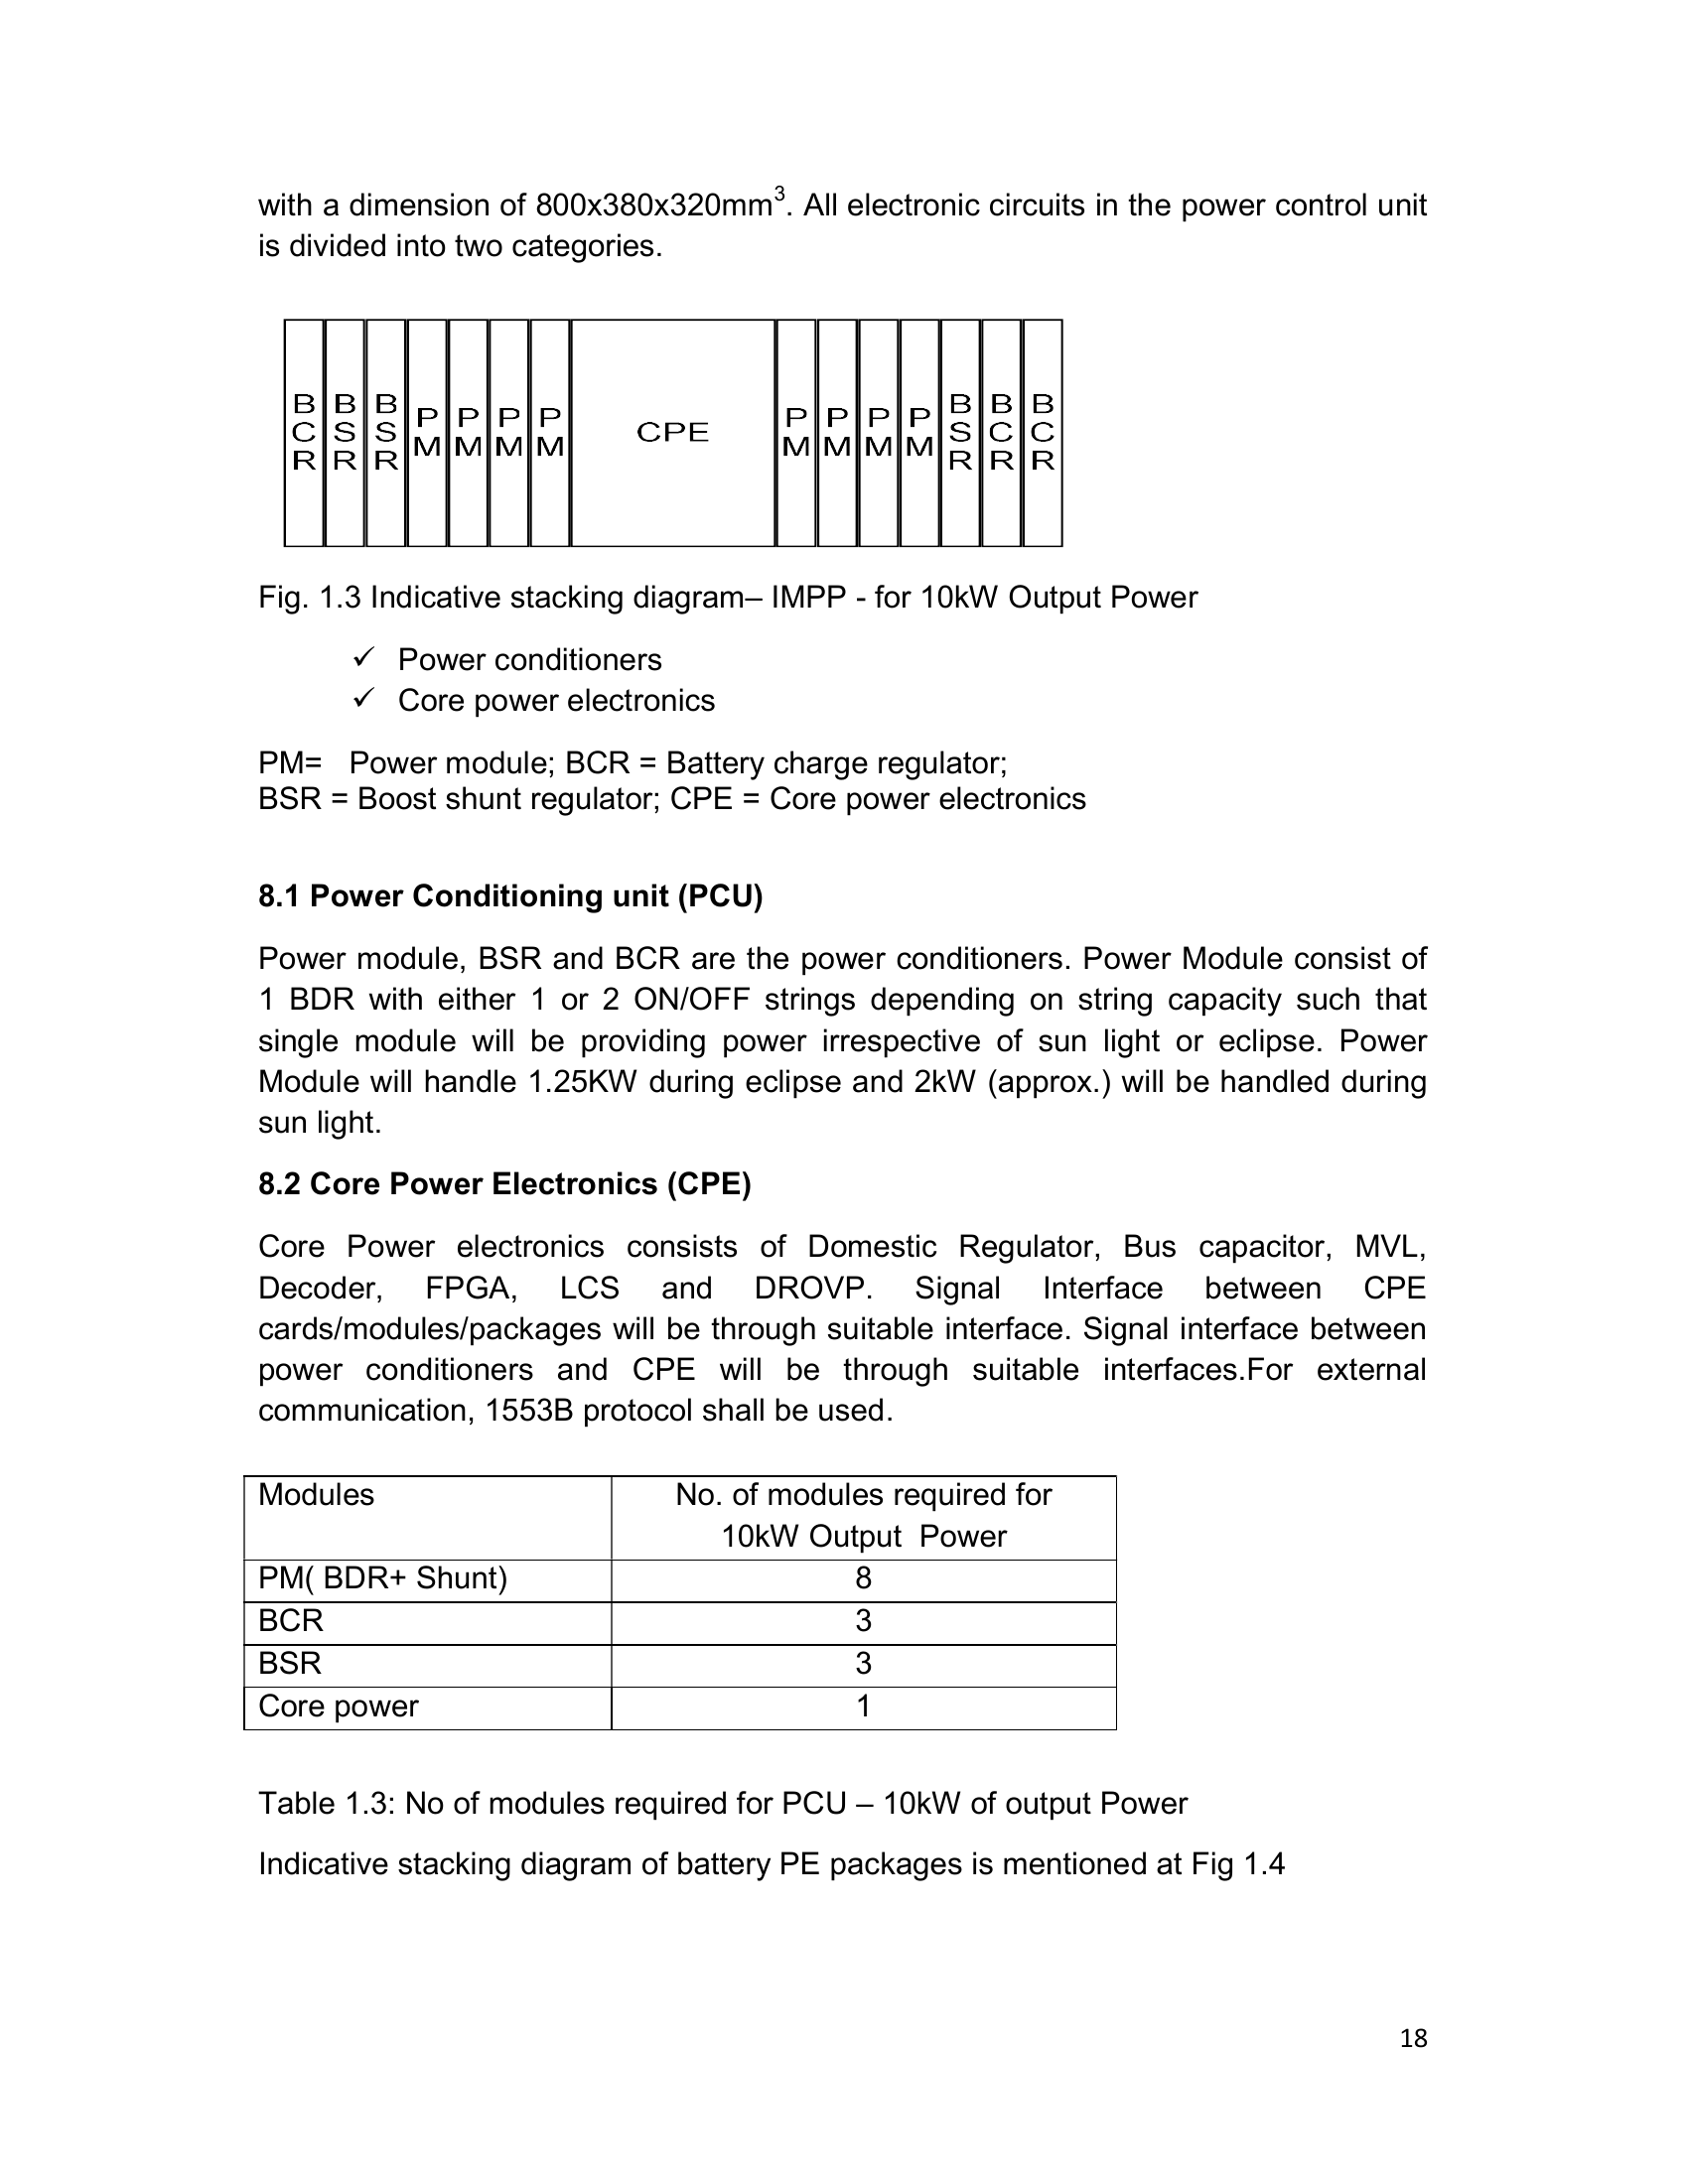 with a dimension of 800x380x320mm³. All electronic circuits in the power control unit
is divided into two categories.
BCR BSR BSR PM PM PM PM CPE PM PM PM PM BSR BCR BCR
Fig. 1.3 Indicative stacking diagram– IMPP - for 10kW Output Power
✓ Power conditioners
✓ Core power electronics
PM= Power module; BCR = Battery charge regulator;
BSR = Boost shunt regulator; CPE = Core power electronics
8.1 Power Conditioning unit (PCU)
Power module, BSR and BCR are the power conditioners. Power Module consist of
1 BDR with either 1 or 2 ON/OFF strings depending on string capacity such that
single module will be providing power irrespective of sun light or eclipse. Power
Module will handle 1.25KW during eclipse and 2kW (approx.) will be handled during
sun light.
8.2 Core Power Electronics (CPE)
Core Power electronics consists of Domestic Regulator, Bus capacitor, MVL,
Decoder, FPGA, LCS and DROVP. Signal Interface between CPE
cards/modules/packages will be through suitable interface. Signal interface between
power conditioners and CPE will be through suitable interfaces.For external
communication, 1553B protocol shall be used.
Modules No. of modules required for
10kW Output Power
PM( BDR+ Shunt) 8
BCR 3
BSR 3
Core power 1
Table 1.3: No of modules required for PCU – 10kW of output Power
Indicative stacking diagram of battery PE packages is mentioned at Fig 1.4
18